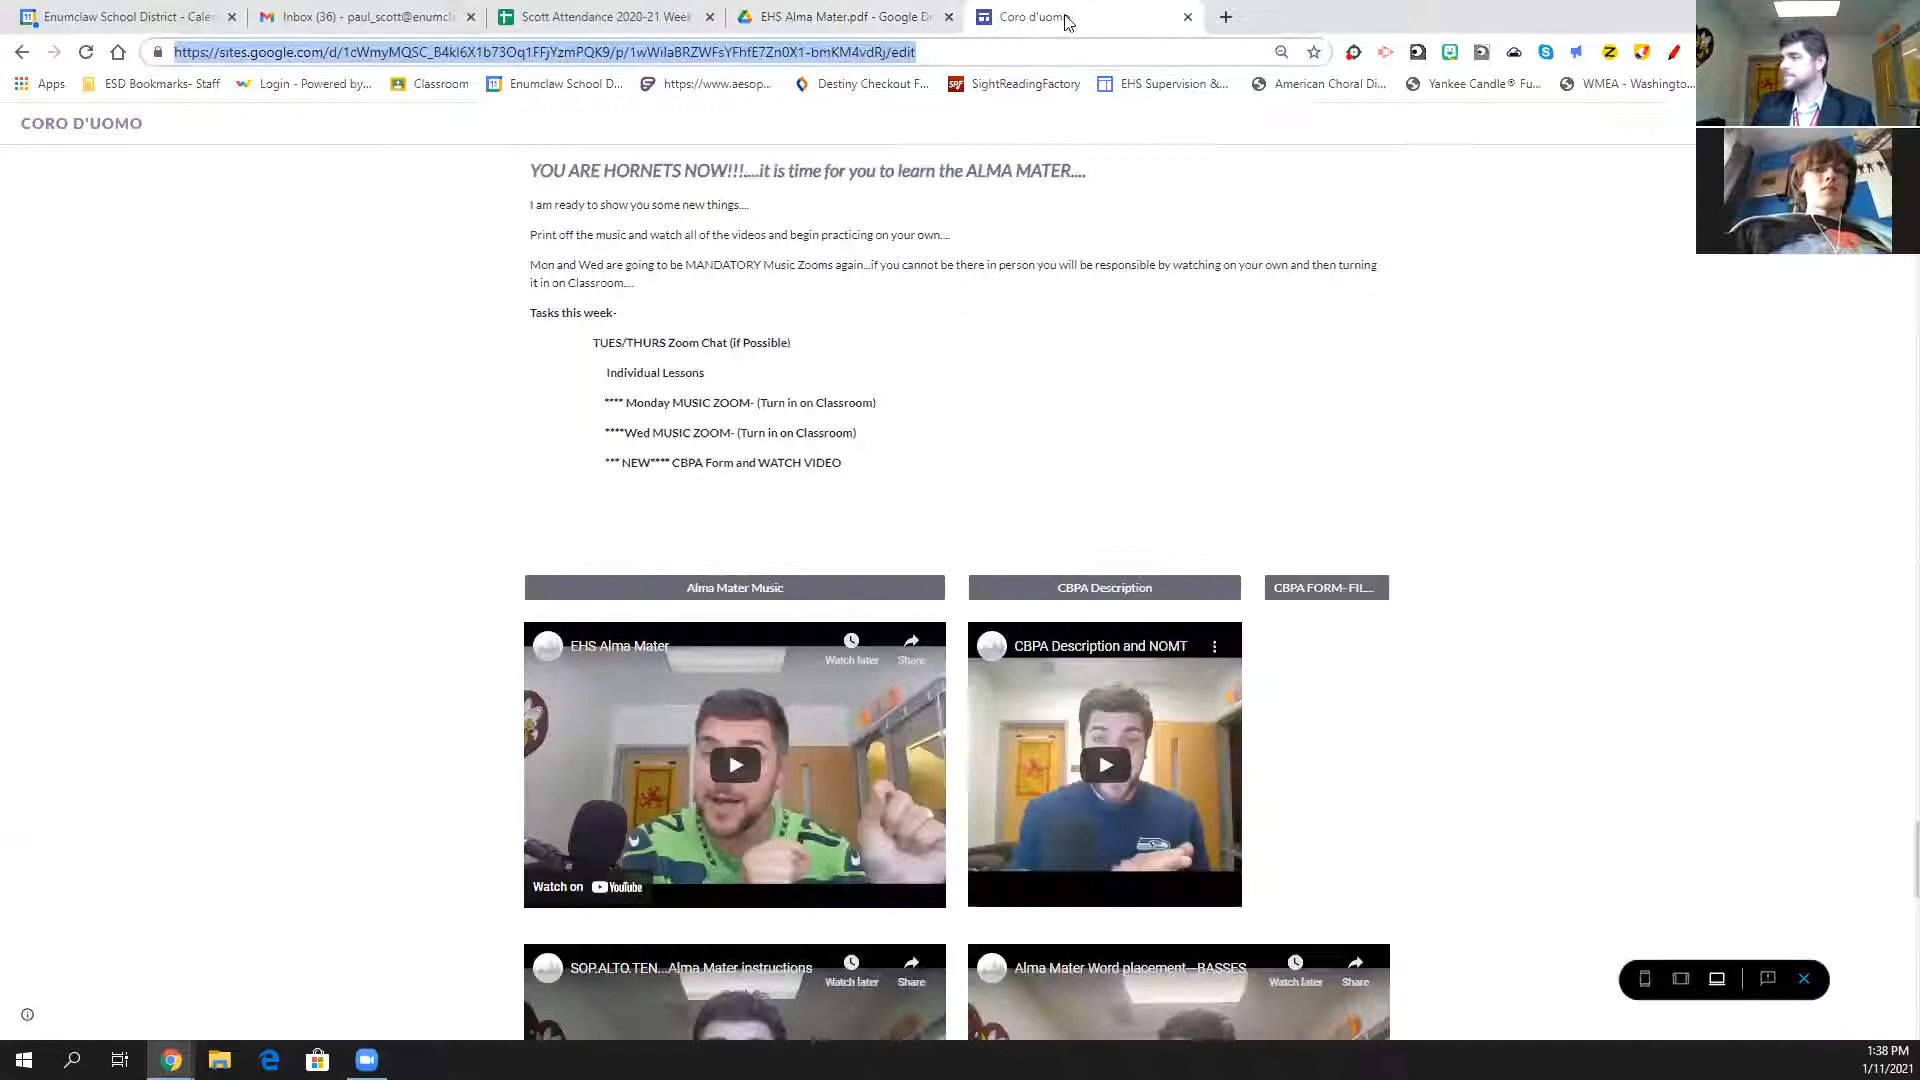 Enumclaw School District - Caler
Inbox (36) - paul_scott@enumcl
Scott Attendance 2020-21 Week
EHS Alma Mater.pdf - Google Dr
Coro d'uomo
https://sites.google.com/d/1cWmyMQSC_B4kI6X1b73Oq1FFjYzmPQK9/p/1wWilaBRZWFsYFhfE7Zn0X1-bmKM4vdRj/edit
Apps
ESD Bookmarks- Staff
Login - Powered by...
Classroom
Enumclaw School D...
https://www.aesop...
Destiny Checkout F...
SRF
SightReadingFactory
EHS Supervision &...
American Choral Di...
Yankee Candle® Fu...
WMEA - Washingto...
CORO D'UOMO
YOU ARE HORNETS NOW!!!....it is time for you to learn the ALMA MATER....
I am ready to show you some new things....
Print off the music and watch all of the videos and begin practicing on your own....
Mon and Wed are going to be MANDATORY Music Zooms again...if you cannot be there in person you will be responsible by watching on your own and then turning
it in on Classroom....
Tasks this week-
TUES/THURS Zoom Chat (if Possible)
Individual Lessons
**** Monday MUSIC ZOOM- (Turn in on Classroom)
****Wed MUSIC ZOOM- (Turn in on Classroom)
*** NEW**** CBPA Form and WATCH VIDEO
Alma Mater Music
CBPA Description
CBPA FORM- FIL...
EHS Alma Mater
Watch later
Share
CBPA Description and NOMT
Watch on YouTube
SOP.ALTO.TEN...Alma Mater instructions
Watch later
Share
Alma Mater Word placement—BASSES
Watch later
Share
1:38 PM
1/11/2021